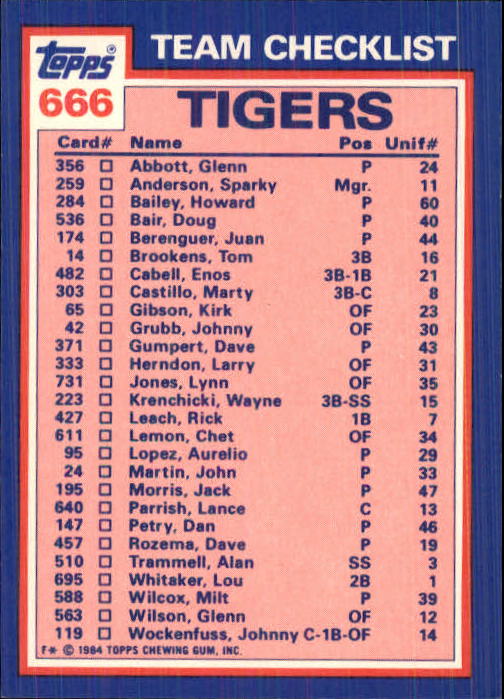 topps® TEAM CHECKLIST
666 TIGERS
Card# Name Pos Unif#
356 □ Abbott, Glenn P 24
259 □ Anderson, Sparky Mgr. 11
284 □ Bailey, Howard P 60
536 □ Bair, Doug P 40
174 □ Berenguer, Juan P 44
14 □ Brookens, Tom 3B 16
482 □ Cabell, Enos 3B-1B 21
303 □ Castillo, Marty 3B-C 8
65 □ Gibson, Kirk OF 23
42 □ Grubb, Johnny OF 30
371 □ Gumpert, Dave P 43
333 □ Herndon, Larry OF 31
731 □ Jones, Lynn OF 35
223 □ Krenchicki, Wayne 3B-SS 15
427 □ Leach, Rick 1B 7
611 □ Lemon, Chet OF 34
95 □ Lopez, Aurelio P 29
24 □ Martin, John P 33
195 □ Morris, Jack P 47
640 □ Parrish, Lance C 13
147 □ Petry, Dan P 46
457 □ Rozema, Dave P 19
510 □ Trammell, Alan SS 3
695 □ Whitaker, Lou 2B 1
588 □ Wilcox, Milt P 39
563 □ Wilson, Glenn OF 12
119 □ Wockenfuss, Johnny C-1B-OF 14
F* © 1984 TOPPS CHEWING GUM, INC.